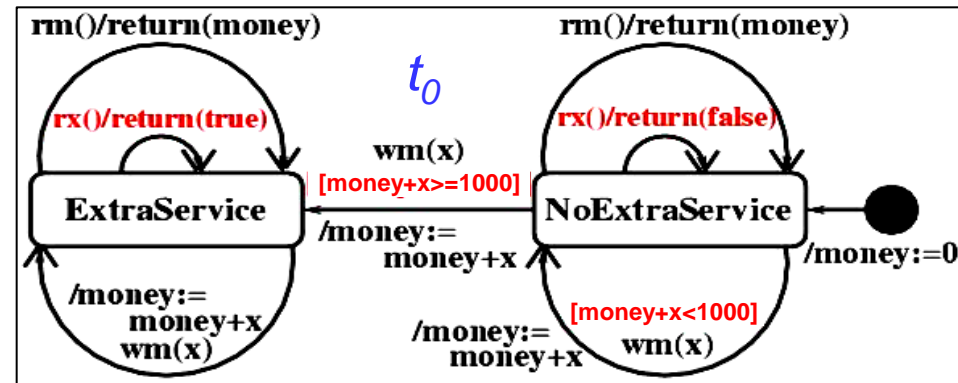 rm()/return(money)
rm()/return(money)
t0
rx()/return(true)
rx()/return(false)
wm(x)
[money+x>=1000]
ExtraService
NoExtraService
/money:=
money+x
/money:=0
/money:=
money+x
wm(x)
[money+x<1000]
/money:=
money+x
wm(x)